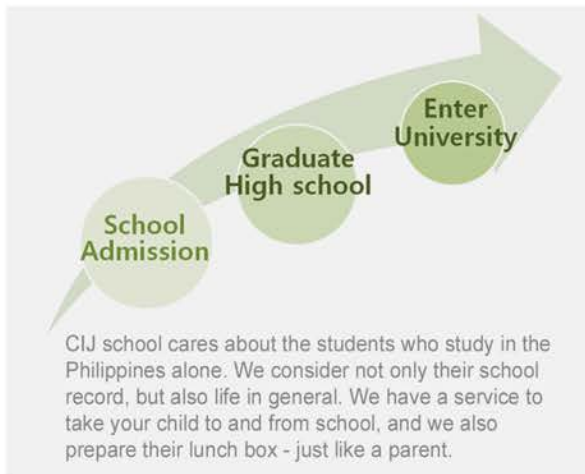 Enter
University
Graduate
High school
School
Admission
CIJ school cares about the students who study in the
Philippines alone. We consider not only their school
record, but also life in general. We have a service to
take your child to and from school, and we also
prepare their lunch box - just like a parent.